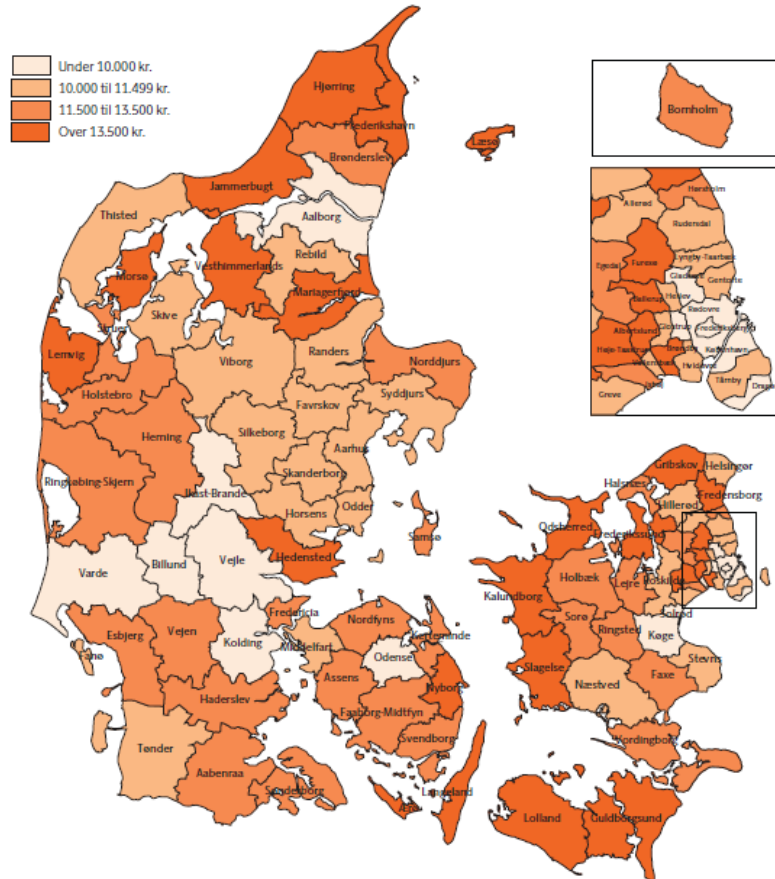 Under 10.000 kr.
10.000 til 11.499 kr.
11.500 til 13.500 kr.
Over 13.500 kr.
Hjørring
Frederikshavn
Læsø
Brønderslev
Jammerbugt
Thisted
Aalborg
Vesthimmerlands
Rebild
Morsø
Mariagerfjord
Skive
Struer
Lemvig
Viborg
Randers
Norddjurs
Holstebro
Favrskov
Syddjurs
Silkeborg
Herning
Aarhus
Skanderborg
Ringkøbing-Skjern
Ikast-Brande
Horsens
Odder
Samsø
Hedensted
Varde
Billund
Vejle
Fredericia
Esbjerg
Vejen
Kolding
Middelfart
Nordfyns
Kerteminde
Fanø
Odense
Assens
Nyborg
Haderslev
Faaborg-Midtfyn
Svendborg
Tønder
Aabenraa
Sønderborg
Ærø
Langeland
Bornholm
Hørsholm
Allerød
Rudersdal
Lyngby-Taarbæk
Egedal
Furesø
Gladsaxe
Gentofte
Ballerup
Herlev
Rødovre
Albertslund
Glostrup
Frederiksberg
Høje-Taastrup
Brøndby
København
Vallensbæk
Hvidovre
Ishøj
Tårnby
Dragør
Greve
Gribskov
Helsingør
Halsnæs
Hillerød
Fredensborg
Odsherred
Frederikssund
Holbæk
Lejre
Roskilde
Kalundborg
Solrød
Sorø
Ringsted
Køge
Stevns
Slagelse
Næstved
Faxe
Vordingborg
Lolland
Guldborgsund